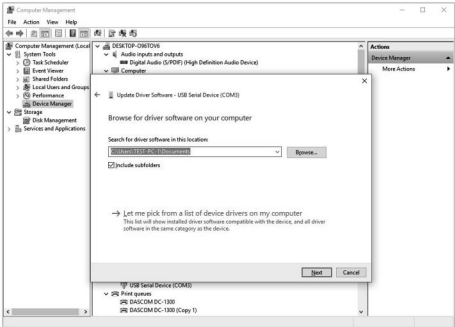 Computer Management
File Action View Help
Computer Management (Local
System Tools
Task Scheduler
Event Viewer
Shared Folders
Local Users and Groups
Performance
Device Manager
Storage
Disk Management
Services and Applications
DESKTOP-O96TOV6
Audio inputs and outputs
Digital Audio (S/PDIF) (High Definition Audio Device)
Computer
Update Driver Software - USB Serial Device (COM3)
Browse for driver software on your computer
Search for driver software in this location:
C:\Users\TEST-PC-1\Documents
Browse...
Include subfolders
Let me pick from a list of device drivers on my computer
This list will show installed driver software compatible with the device, and all driver
software in the same category as the device.
Next Cancel
USB Serial Device (COM3)
Print queues
DASCOM DC-1300
DASCOM DC-1300 (Copy 1)
Actions
Device Manager
More Actions